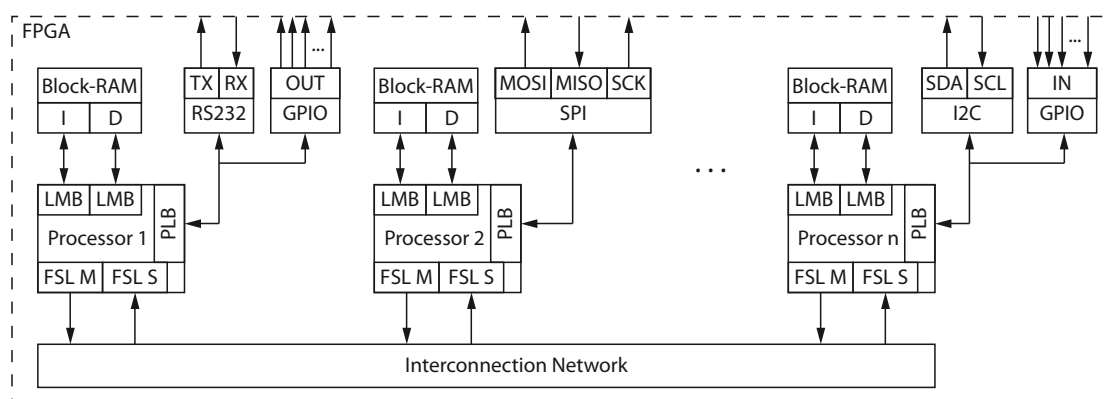 FPGA
...
...
Block-RAM
TX RX
OUT
Block-RAM
MOSI MISO SCK
Block-RAM
SDA SCL
IN
I D
RS232
GPIO
I D
SPI
I D
I2C
GPIO
...
LMB LMB
PLB
LMB LMB
PLB
LMB LMB
PLB
Processor 1
Processor 2
Processor n
FSL M FSL S
FSL M FSL S
FSL M FSL S
Interconnection Network